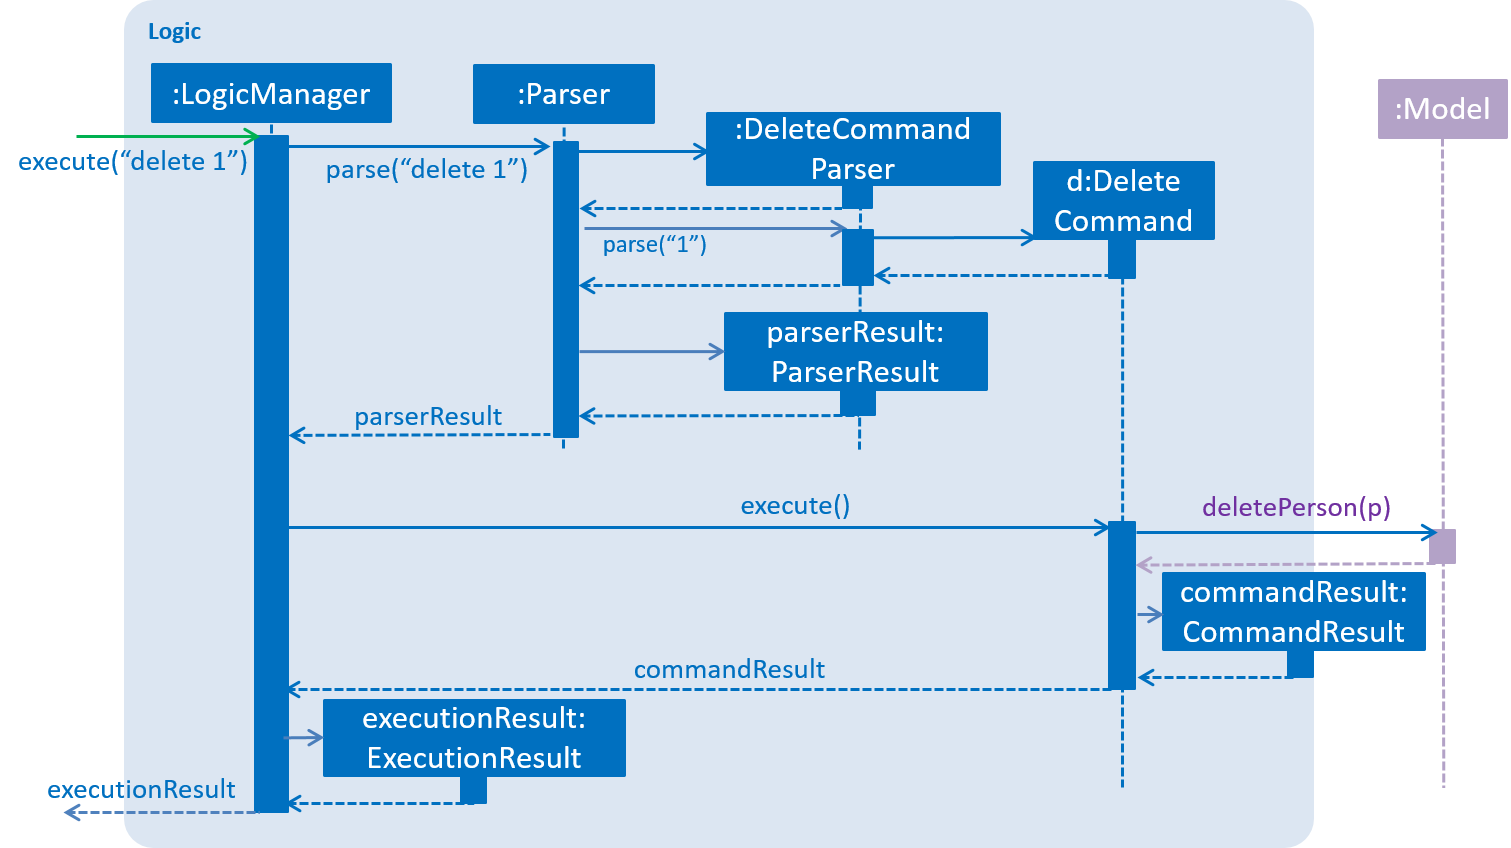 Logic
:LogicManager
:Parser
:DeleteCommand
Parser
:Model
execute(“delete 1”)
parse(“delete 1”)
d:Delete
Command
parse(“1”)
parserResult:
ParserResult
parserResult
execute()
deletePerson(p)
commandResult:
CommandResult
commandResult
executionResult:
ExecutionResult
executionResult